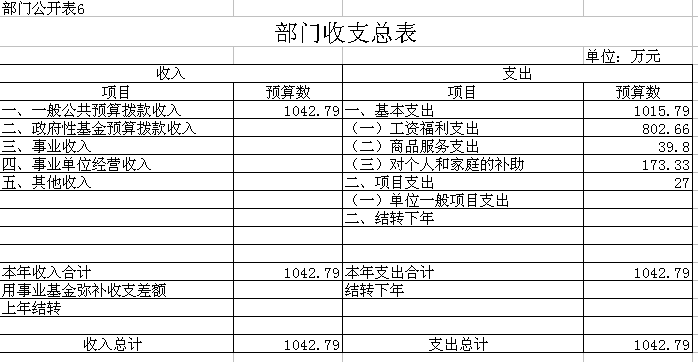 部门公开表6
部门收支总表
单位：万元
收入 支出
项目 预算数 项目 预算数
一、一般公共预算拨款收入 1042.79 一、基本支出 1015.79
二、政府性基金预算拨款收入 （一）工资福利支出 802.66
三、事业收入 （二）商品服务支出 39.8
四、事业单位经营收入 （三）对个人和家庭的补助 173.33
五、其他收入 二、项目支出 27
（一）单位一般项目支出
二、结转下年
本年收入合计 1042.79 本年支出合计 1042.79
用事业基金弥补收支差额 结转下年
上年结转
收入总计 1042.79 支出总计 1042.79